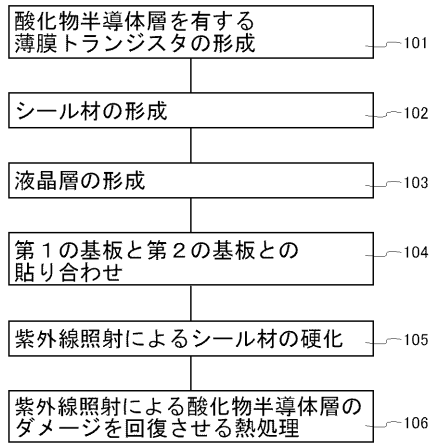 酸化物半導体層を有する
薄膜トランジスタの形成
101
シール材の形成
102
液晶層の形成
103
第１の基板と第２の基板との
貼り合わせ
104
紫外線照射によるシール材の硬化
105
紫外線照射による酸化物半導体層の
ダメージを回復させる熱処理
106